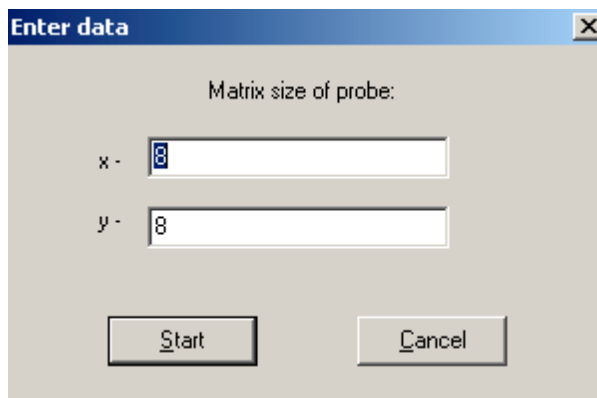 Enter data
Matrix size of probe:
x - 8
y - 8
Start Cancel